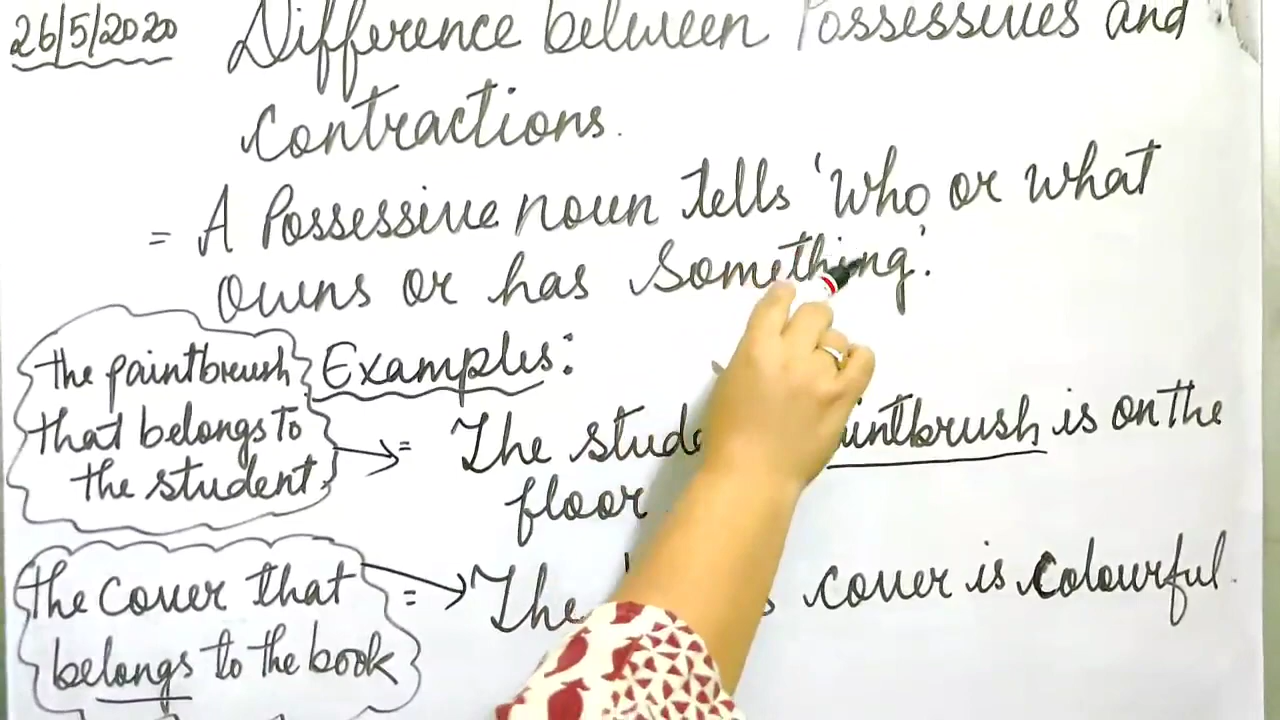 26/5/2020 Difference between Possessives and
Contractions.
= A Possessive noun tells 'Who or what
owns or has Something'.
Examples:
the paintbrush
that belongs to
the student.
= The stude intbrush is on the
floor
the cover that
belongs to the book
= The s cover is colourful.